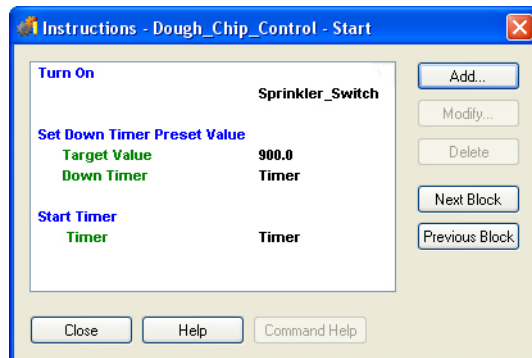 Instructions - Dough_Chip_Control - Start
Turn On
Sprinkler_Switch
Set Down Timer Preset Value
Target Value 900.0
Down Timer Timer
Start Timer
Timer Timer
Add...
Modify...
Delete
Next Block
Previous Block
Close Help Command Help